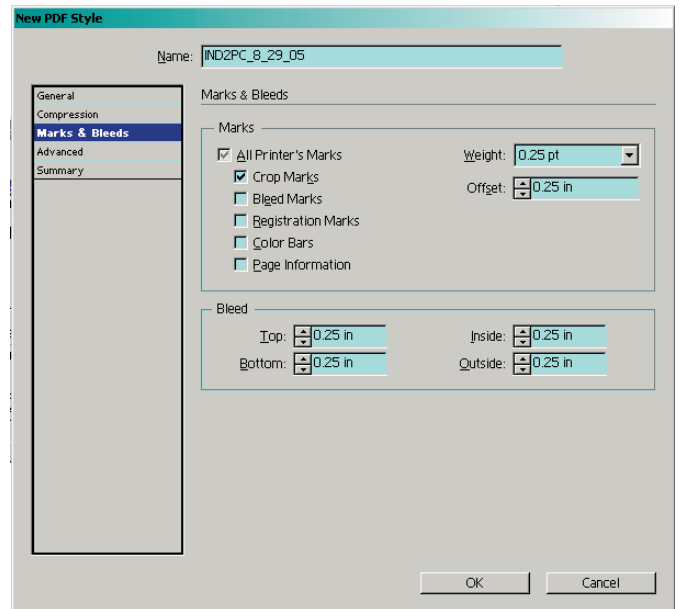 New PDF Style
Name: IND2PC_8_29_05
General
Compression
Marks & Bleeds
Advanced
Summary
Marks & Bleeds
Marks
All Printer's Marks
Crop Marks
Bleed Marks
Registration Marks
Color Bars
Page Information
Weight: 0.25 pt
Offset: 0.25 in
Bleed
Top: 0.25 in
Inside: 0.25 in
Bottom: 0.25 in
Outside: 0.25 in
OK
Cancel